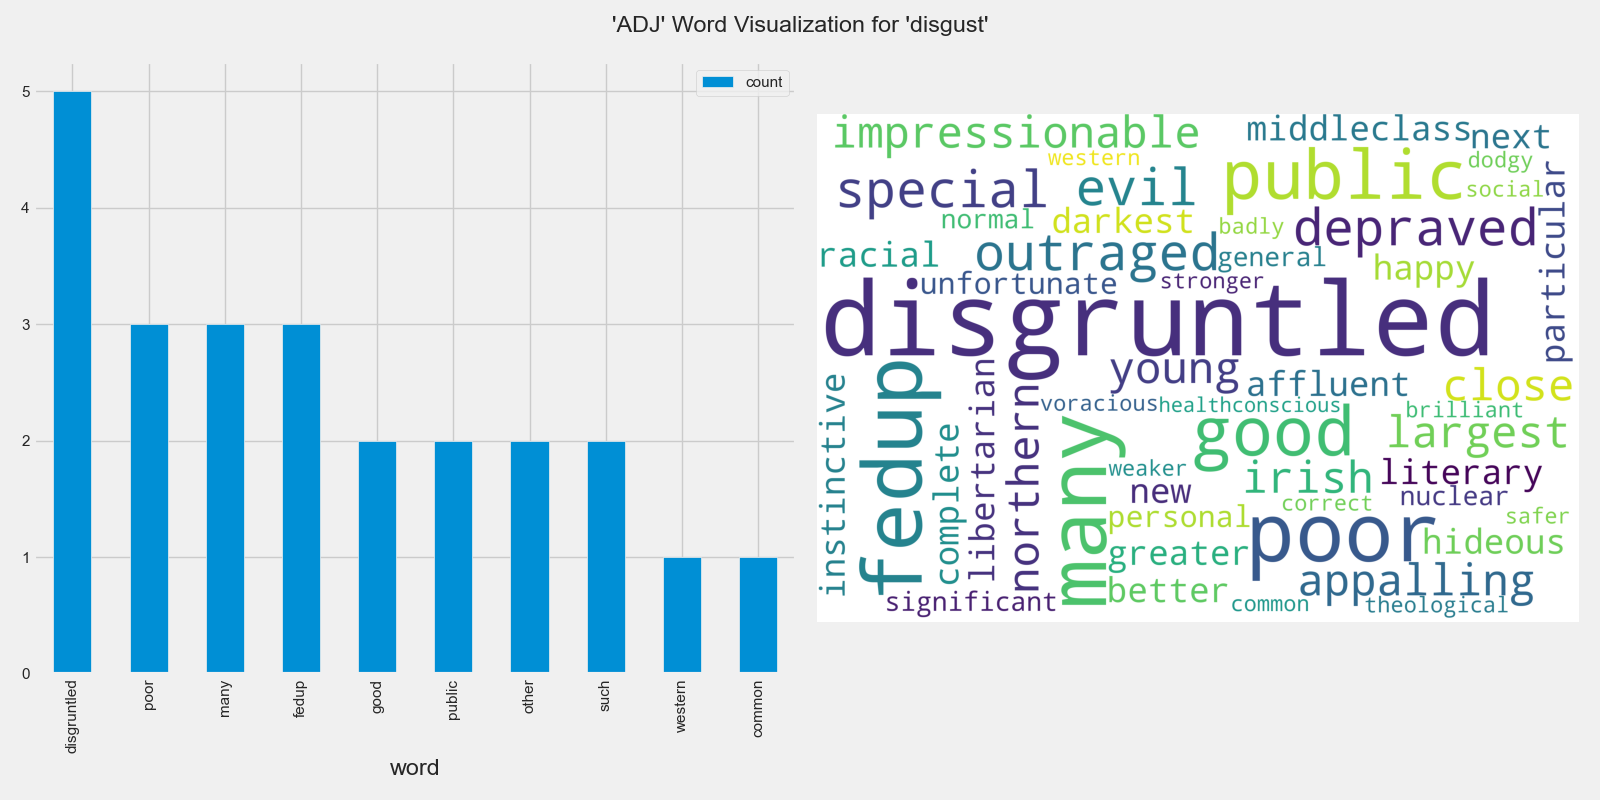 'ADJ' Word Visualization for 'disgust'
count
5
4
3
2
1
0
disgruntled
poor
many
fedup
good
public
other
such
western
common
word
impressionable
middleclass
next
western
dodgy
special
evil
public
social
particular
normal
darkest
badly
depraved
racial
outraged
general
happy
unfortunate
stronger
disgruntled
young
affluent
close
instinctive
fedup
complete
libertarian
northern
voracious
healthconscious
brilliant
many
good
largest
weaker
irish
literary
new
nuclear
correct
personal
poor
safer
greater
hideous
better
appalling
significant
common
theological